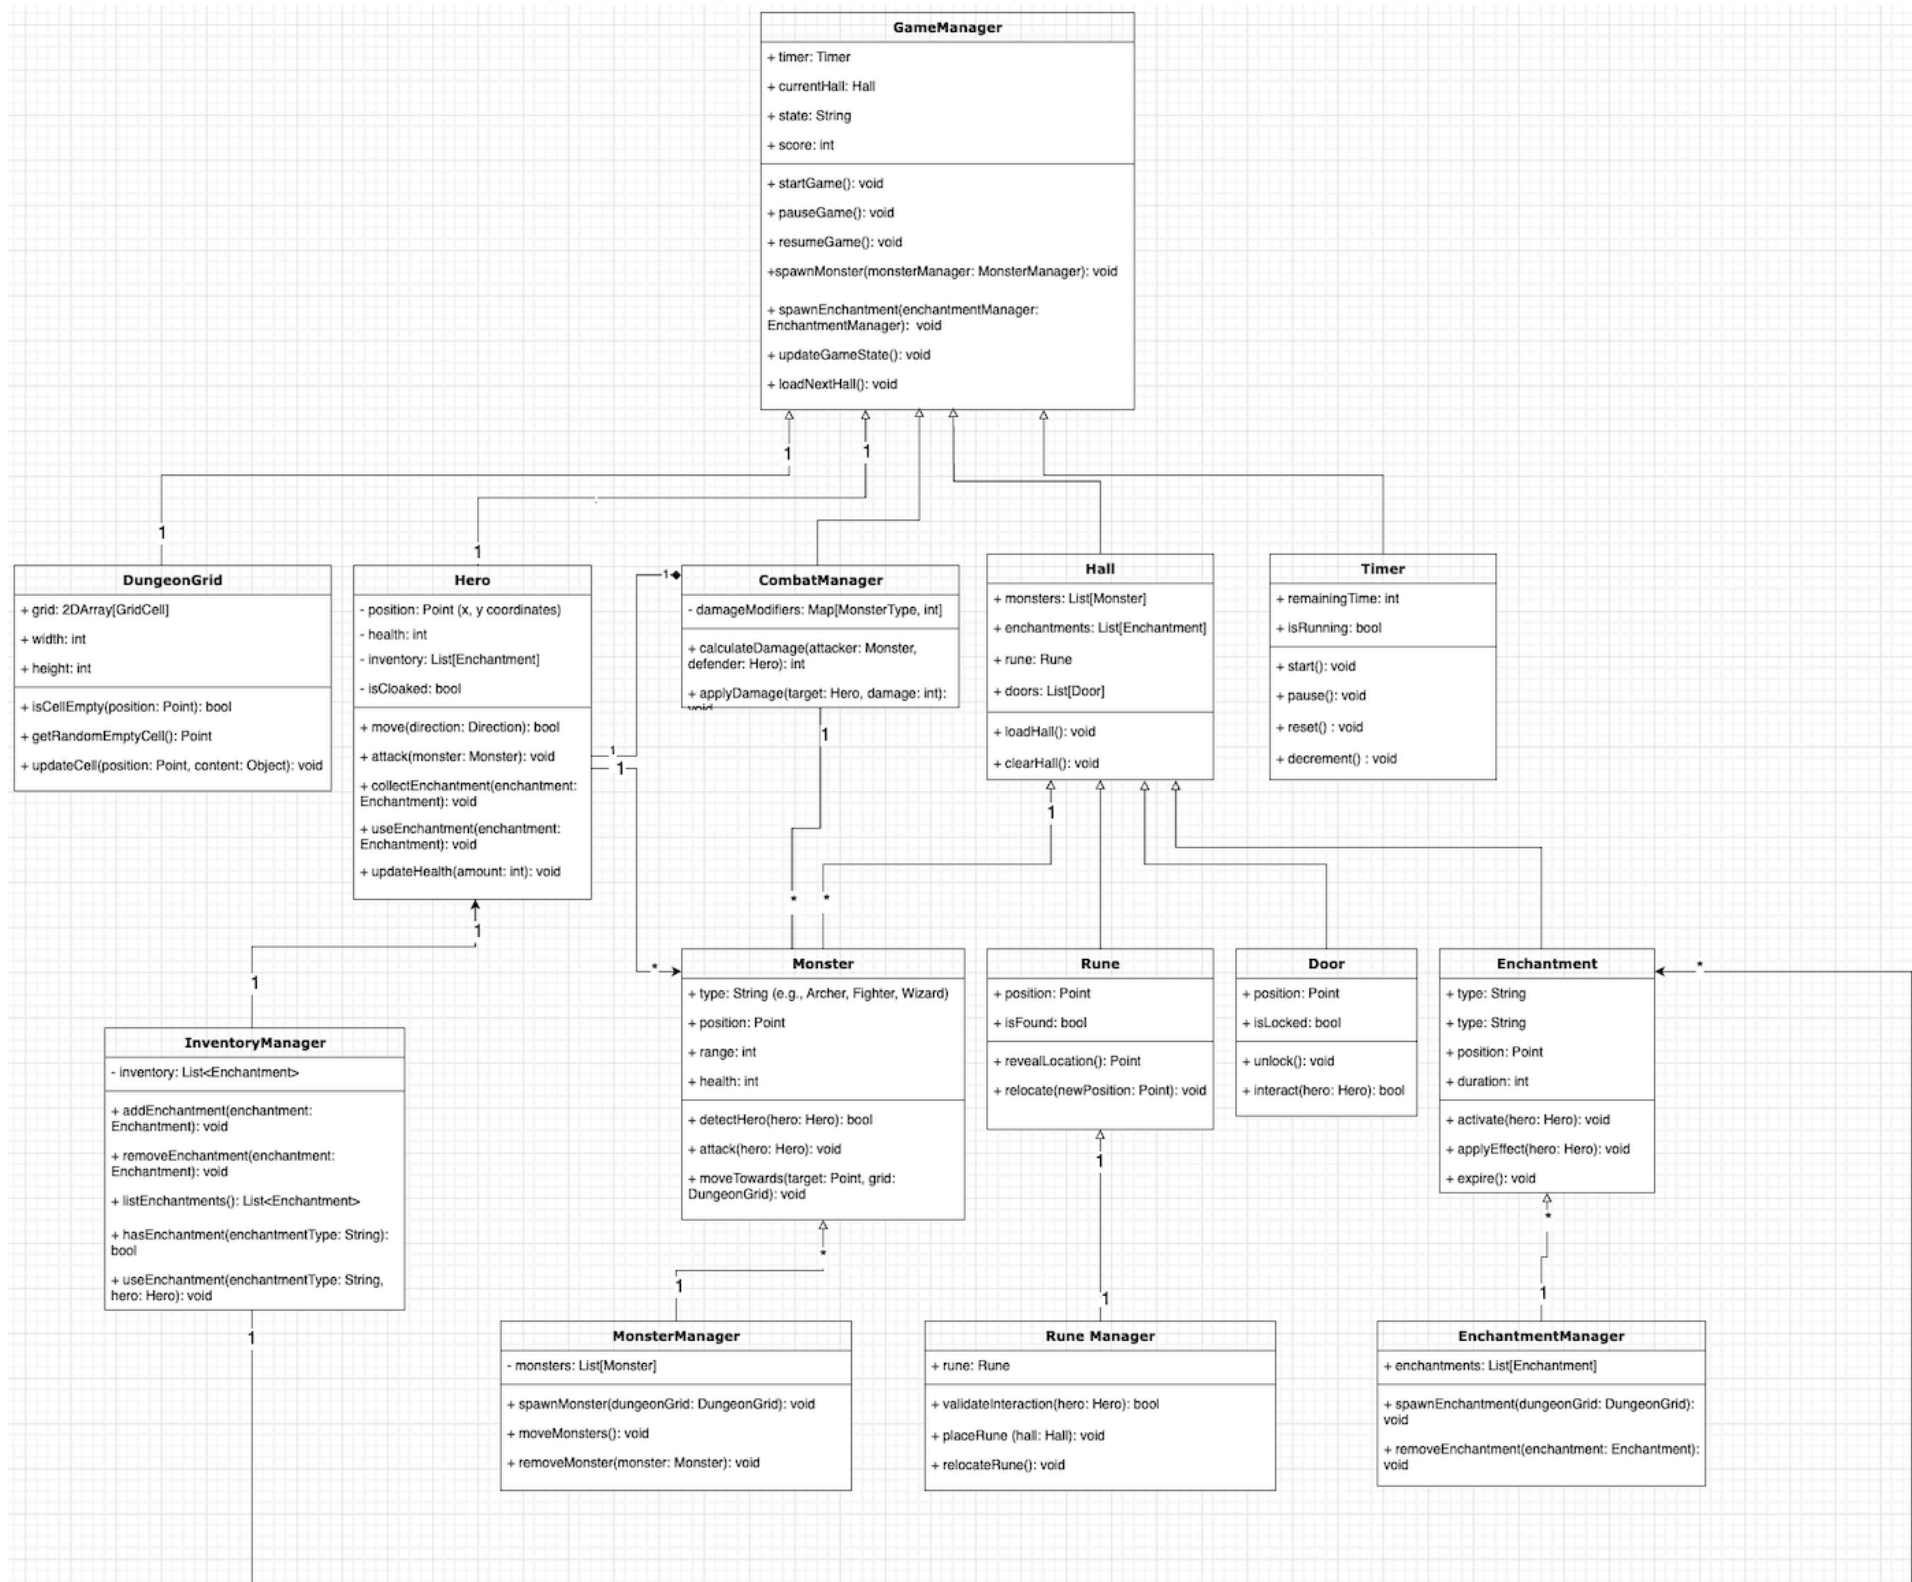 GameManager
+ timer: Timer
+ currentHall: Hall
+ state: String
+ score: int
+ startGame(): void
+ pauseGame(): void
+ resumeGame(): void
+spawnMonster(monsterManager: MonsterManager): void
+ spawnEnchantment(enchantmentManager:
EnchantmentManager): void
+ updateGameState(): void
+ loadNextHall(): void
1
1
1
1
DungeonGrid
+ grid: 2DArray[GridCell]
+ width: int
+ height: int
+ isCellEmpty(position: Point): bool
+ getRandomEmptyCell(): Point
+ updateCell(position: Point, content: Object): void
Hero
- position: Point (x, y coordinates)
- health: int
- inventory: List[Enchantment]
- isCloaked: bool
+ move(direction: Direction): bool
+ attack(monster: Monster): void
+ collectEnchantment(enchantment:
Enchantment): void
+ useEnchantment(enchantment:
Enchantment): void
+ updateHealth(amount: int): void
1
1
1
CombatManager
- damageModifiers: Map[MonsterType, int]
+ calculateDamage(attacker: Monster,
defender: Hero): int
+ applyDamage(target: Hero, damage: int):
void
1
Hall
+ monsters: List[Monster]
+ enchantments: List[Enchantment]
+ rune: Rune
+ doors: List[Door]
+ loadHall(): void
+ clearHall(): void
1
Timer
+ remainingTime: int
+ isRunning: bool
+ start(): void
+ pause(): void
+ reset() : void
+ decrement() : void
1
1
*
*
*
*
InventoryManager
- inventory: List<Enchantment>
+ addEnchantment(enchantment:
Enchantment): void
+ removeEnchantment(enchantment:
Enchantment): void
+ listEnchantments(): List<Enchantment>
+ hasEnchantment(enchantmentType: String):
bool
+ useEnchantment(enchantmentType: String,
hero: Hero): void
1
Monster
+ type: String (e.g., Archer, Fighter, Wizard)
+ position: Point
+ range: int
+ health: int
+ detectHero(hero: Hero): bool
+ attack(hero: Hero): void
+ moveTowards(target: Point, grid:
DungeonGrid): void
*
1
Rune
+ position: Point
+ isFound: bool
+ revealLocation(): Point
+ relocate(newPosition: Point): void
1
1
Door
+ position: Point
+ isLocked: bool
+ unlock(): void
+ interact(hero: Hero): bool
Enchantment
+ type: String
+ type: String
+ position: Point
+ duration: int
+ activate(hero: Hero): void
+ applyEffect(hero: Hero): void
+ expire(): void
*
1
MonsterManager
- monsters: List[Monster]
+ spawnMonster(dungeonGrid: DungeonGrid): void
+ moveMonsters(): void
+ removeMonster(monster: Monster): void
Rune Manager
+ rune: Rune
+ validateInteraction(hero: Hero): bool
+ placeRune (hall: Hall): void
+ relocateRune(): void
EnchantmentManager
+ enchantments: List[Enchantment]
+ spawnEnchantment(dungeonGrid: DungeonGrid):
void
+ removeEnchantment(enchantment: Enchantment):
void